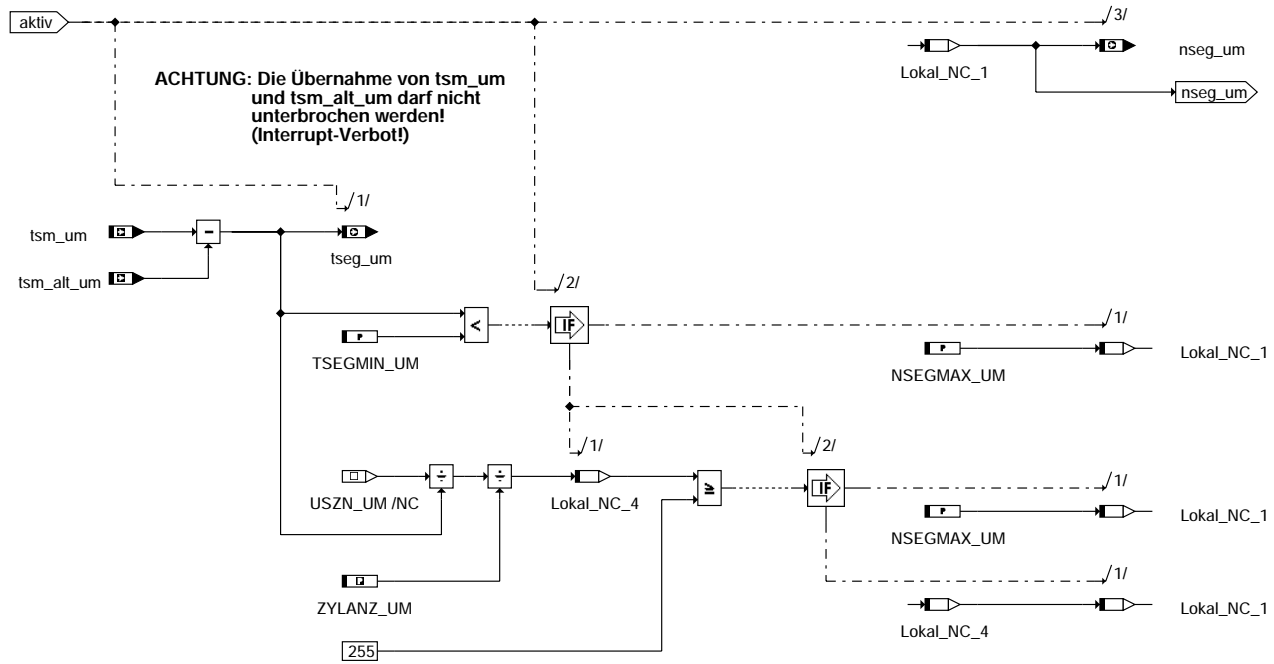 aktiv
/3/
nseg_um
Lokal_NC_1
nseg_um
ACHTUNG: Die Übernahme von tsm_um
und tsm_alt_um darf nicht
unterbrochen werden!
(Interrupt-Verbot!)
/1/
tsm_um
tseg_um
tsm_alt_um
/2/
IF
/1/
<
P
P
TSEGMIN_UM
NSEGMAX_UM
Lokal_NC_1
/1/
/2/
USZN_UM /NC
Lokal_NC_4
≥
IF
/1/
P
NSEGMAX_UM
Lokal_NC_1
ZYLANZ_UM
/1/
Lokal_NC_4
Lokal_NC_1
255